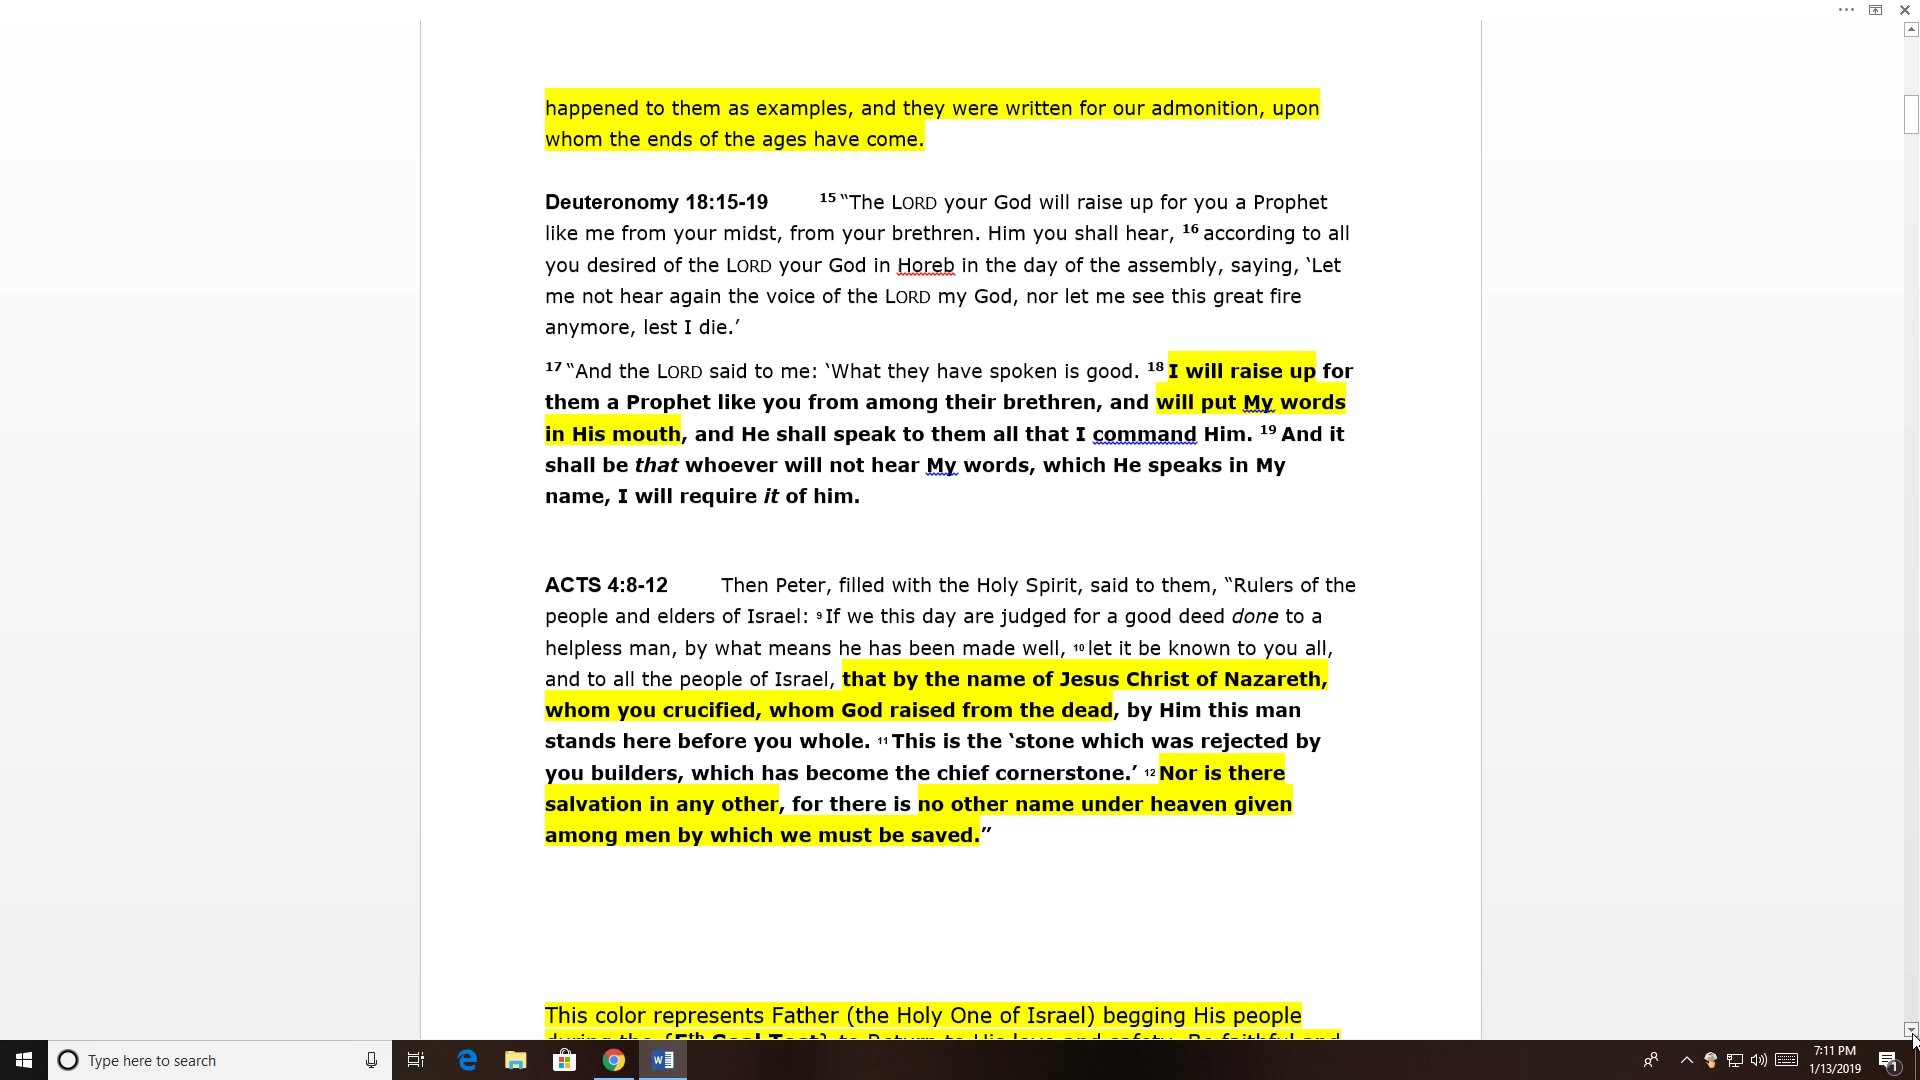 happened to them as examples, and they were written for our admonition, upon
whom the ends of the ages have come.
Deuteronomy 18:15-19 15 “The LORD your God will raise up for you a Prophet
like me from your midst, from your brethren. Him you shall hear, 16 according to all
you desired of the LORD your God in Horeb in the day of the assembly, saying, ‘Let
me not hear again the voice of the LORD my God, nor let me see this great fire
anymore, lest I die.’
17 “And the LORD said to me: ‘What they have spoken is good. 18 I will raise up for
them a Prophet like you from among their brethren, and will put My words
in His mouth, and He shall speak to them all that I command Him. 19 And it
shall be that whoever will not hear My words, which He speaks in My
name, I will require it of him.
ACTS 4:8-12 Then Peter, filled with the Holy Spirit, said to them, “Rulers of the
people and elders of Israel: 9 If we this day are judged for a good deed done to a
helpless man, by what means he has been made well, 10 let it be known to you all,
and to all the people of Israel, that by the name of Jesus Christ of Nazareth,
whom you crucified, whom God raised from the dead, by Him this man
stands here before you whole. 11 This is the ‘stone which was rejected by
you builders, which has become the chief cornerstone.’ 12 Nor is there
salvation in any other, for there is no other name under heaven given
among men by which we must be saved.”
This color represents Father (the Holy One of Israel) begging His people
during the {5th Seal Test} to Return to His love and safety. Be faithful and
Type here to search
7:11 PM
1/13/2019
1